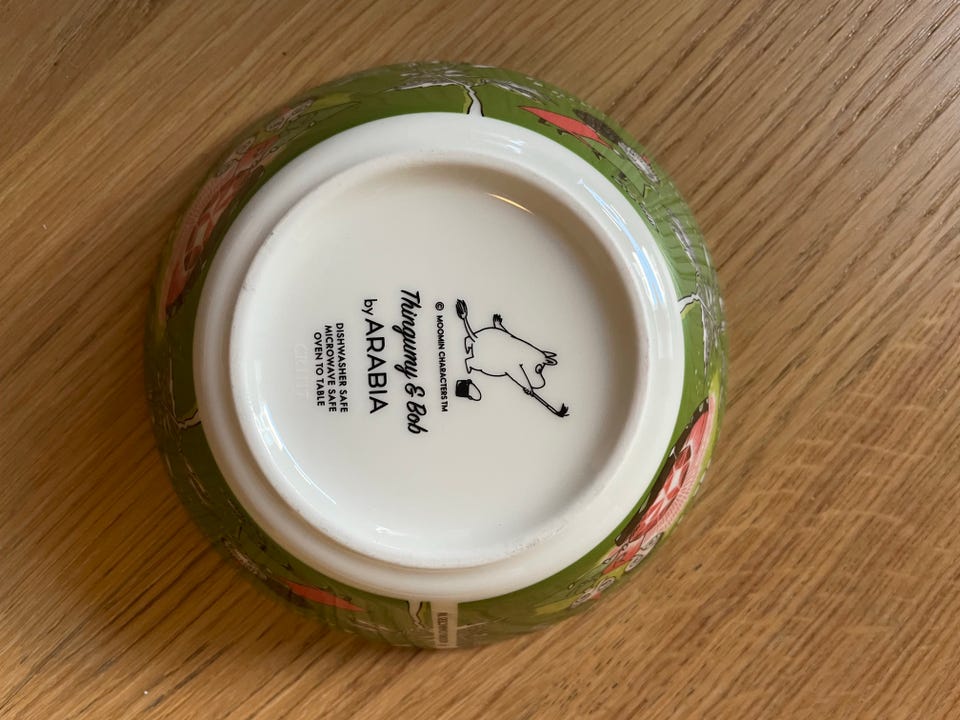 © MOOMIN CHARACTERS TM
Thingumy & Bob
by ARABIA
DISHWASHER SAFE
MICROWAVE SAFE
OVEN TO TABLE